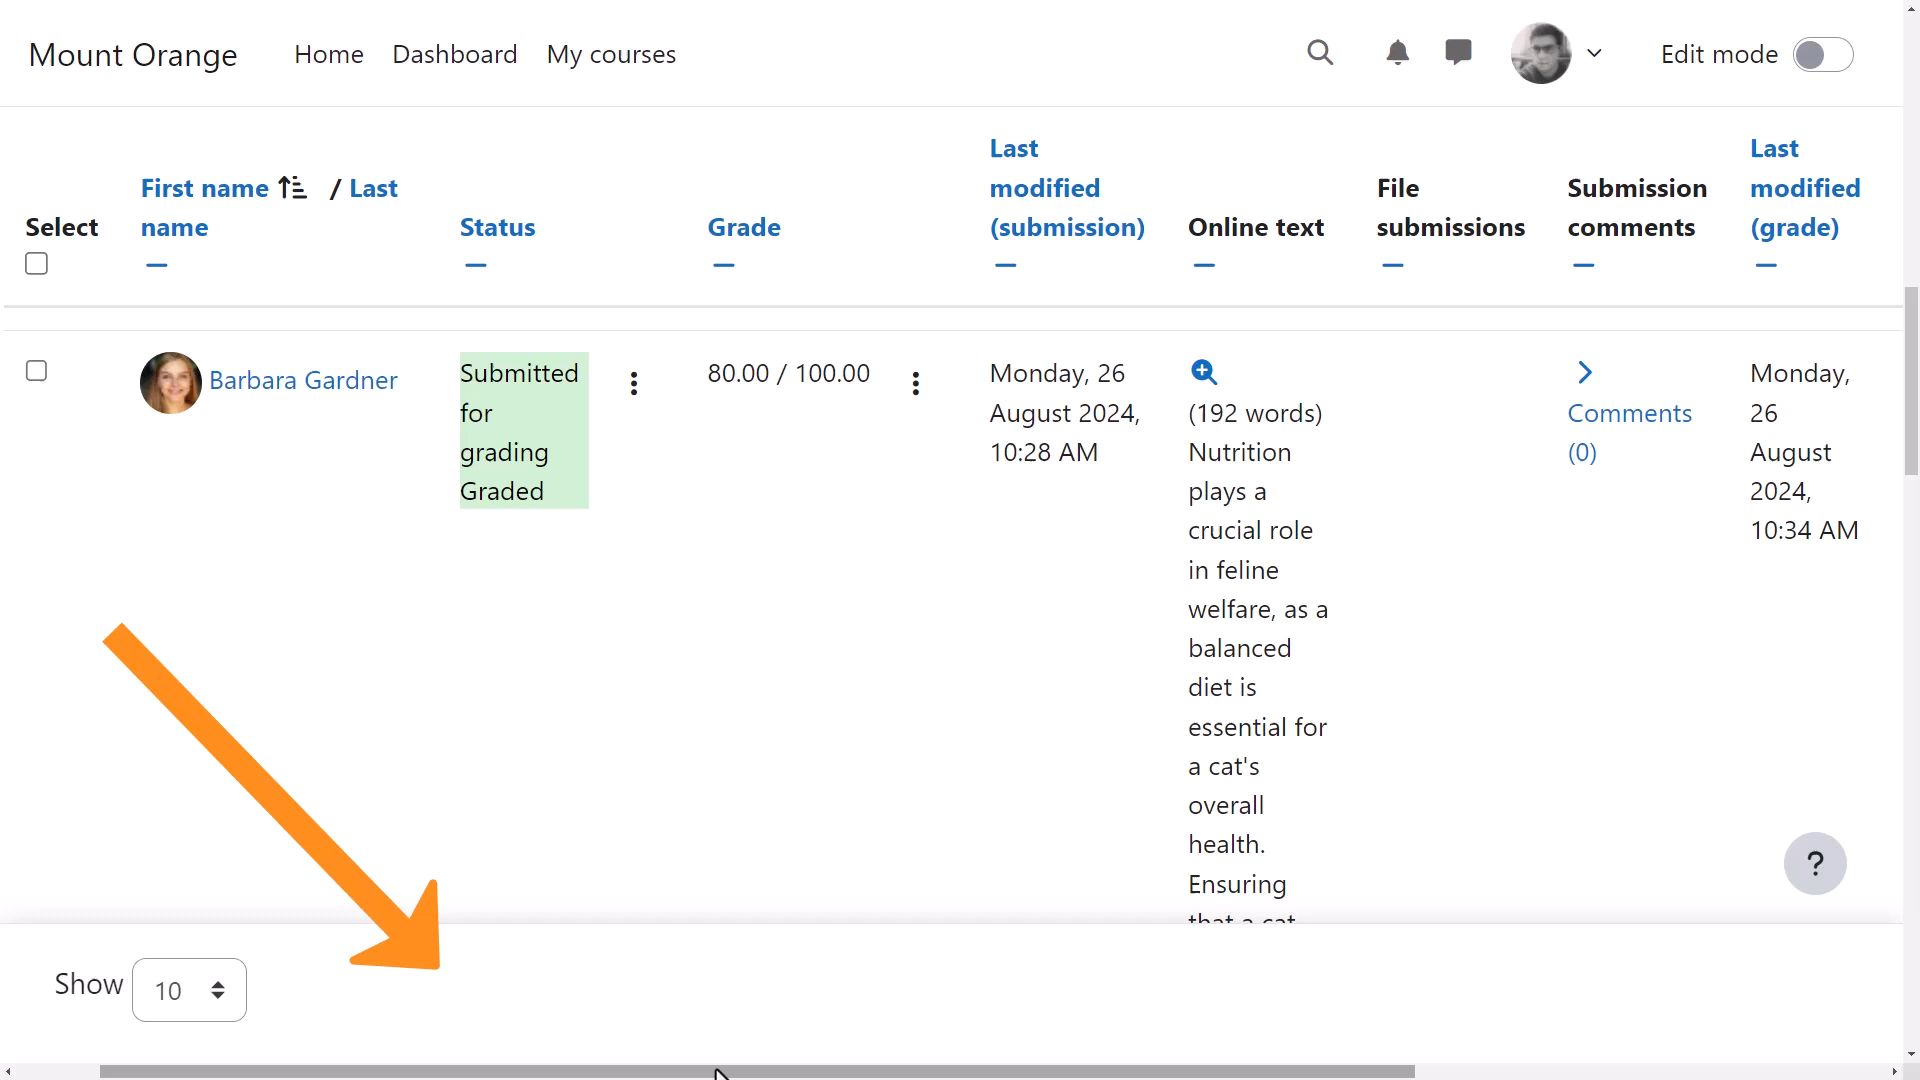 Mount Orange Home Dashboard My courses Edit mode
Select
First name / Last
name
Status
Grade
Last
modified
(submission)
Online text
File
submissions
Submission
comments
Last
modified
(grade)
Barbara Gardner
Submitted
for
grading
Graded
80.00 / 100.00
Monday, 26
August 2024,
10:28 AM
(192 words)
Nutrition
plays a
crucial role
in feline
welfare, as a
balanced
diet is
essential for
a cat's
overall
health.
Ensuring
that a cat
Comments
(0)
Monday,
26
August
2024,
10:34 AM
?
Show 10